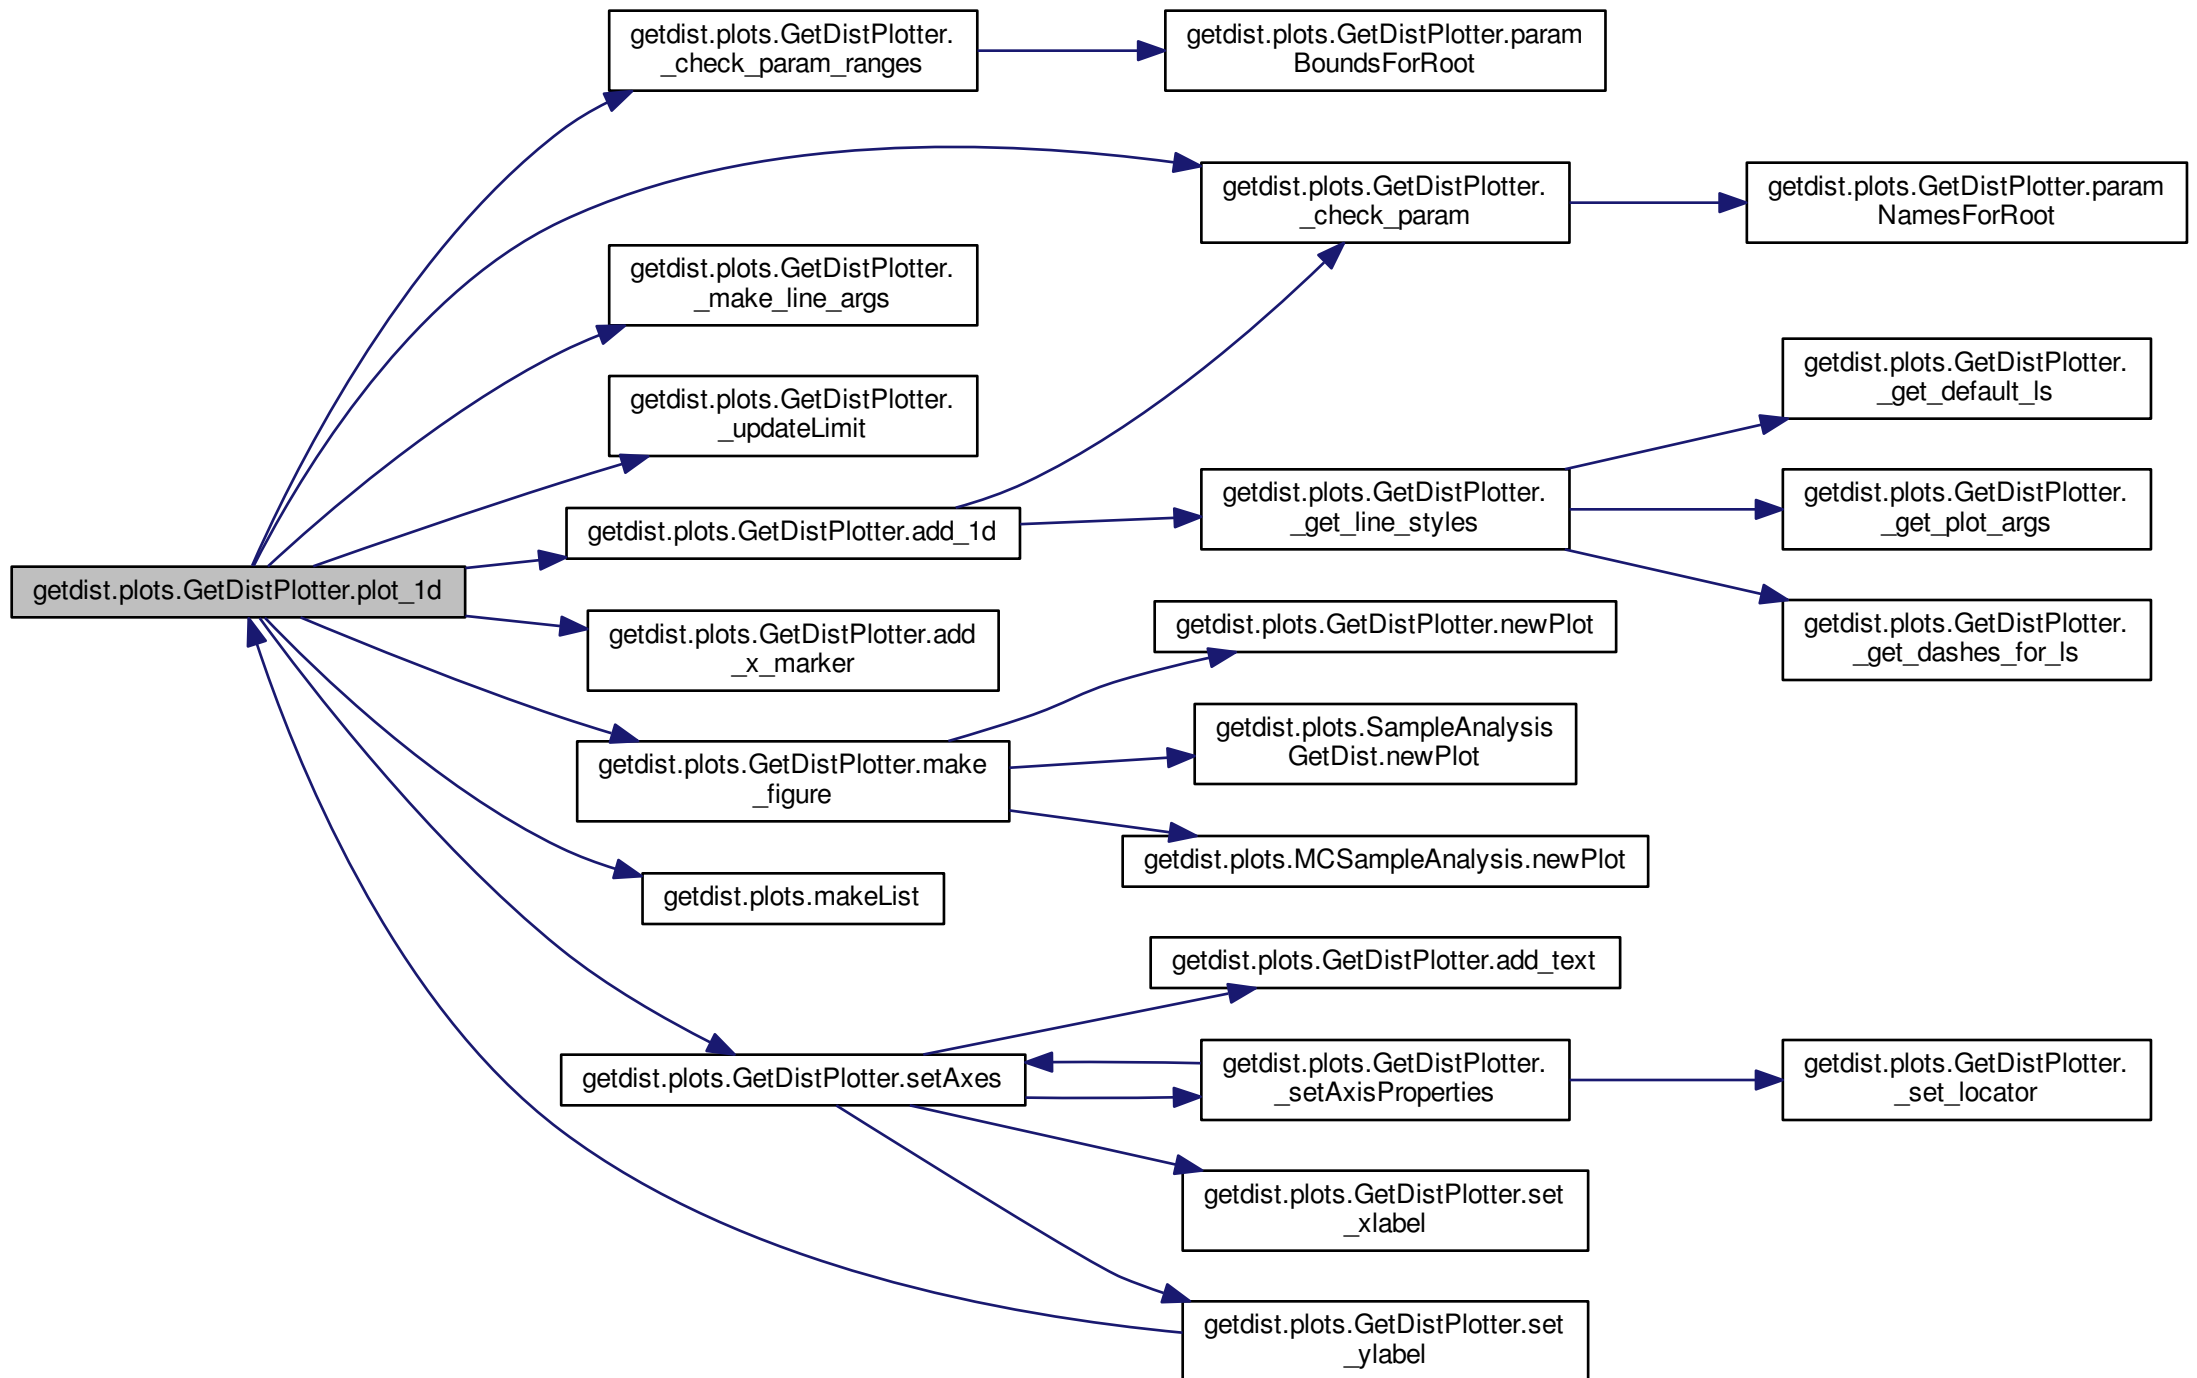 getdist.plots.GetDistPlotter.
_check_param_ranges
getdist.plots.GetDistPlotter.param
BoundsForRoot
getdist.plots.GetDistPlotter.
_check_param
getdist.plots.GetDistPlotter.param
NamesForRoot
getdist.plots.GetDistPlotter.
_make_line_args
getdist.plots.GetDistPlotter.
_updateLimit
getdist.plots.GetDistPlotter.
_get_default_ls
getdist.plots.GetDistPlotter.add_1d
getdist.plots.GetDistPlotter.
_get_line_styles
getdist.plots.GetDistPlotter.
_get_plot_args
getdist.plots.GetDistPlotter.plot_1d
getdist.plots.GetDistPlotter.add
_x_marker
getdist.plots.GetDistPlotter.newPlot
getdist.plots.GetDistPlotter.
_get_dashes_for_ls
getdist.plots.GetDistPlotter.make
_figure
getdist.plots.SampleAnalysis
GetDist.newPlot
getdist.plots.MCSampleAnalysis.newPlot
getdist.plots.makeList
getdist.plots.GetDistPlotter.add_text
getdist.plots.GetDistPlotter.setAxes
getdist.plots.GetDistPlotter.
_setAxisProperties
getdist.plots.GetDistPlotter.
_set_locator
getdist.plots.GetDistPlotter.set
_xlabel
getdist.plots.GetDistPlotter.set
_ylabel